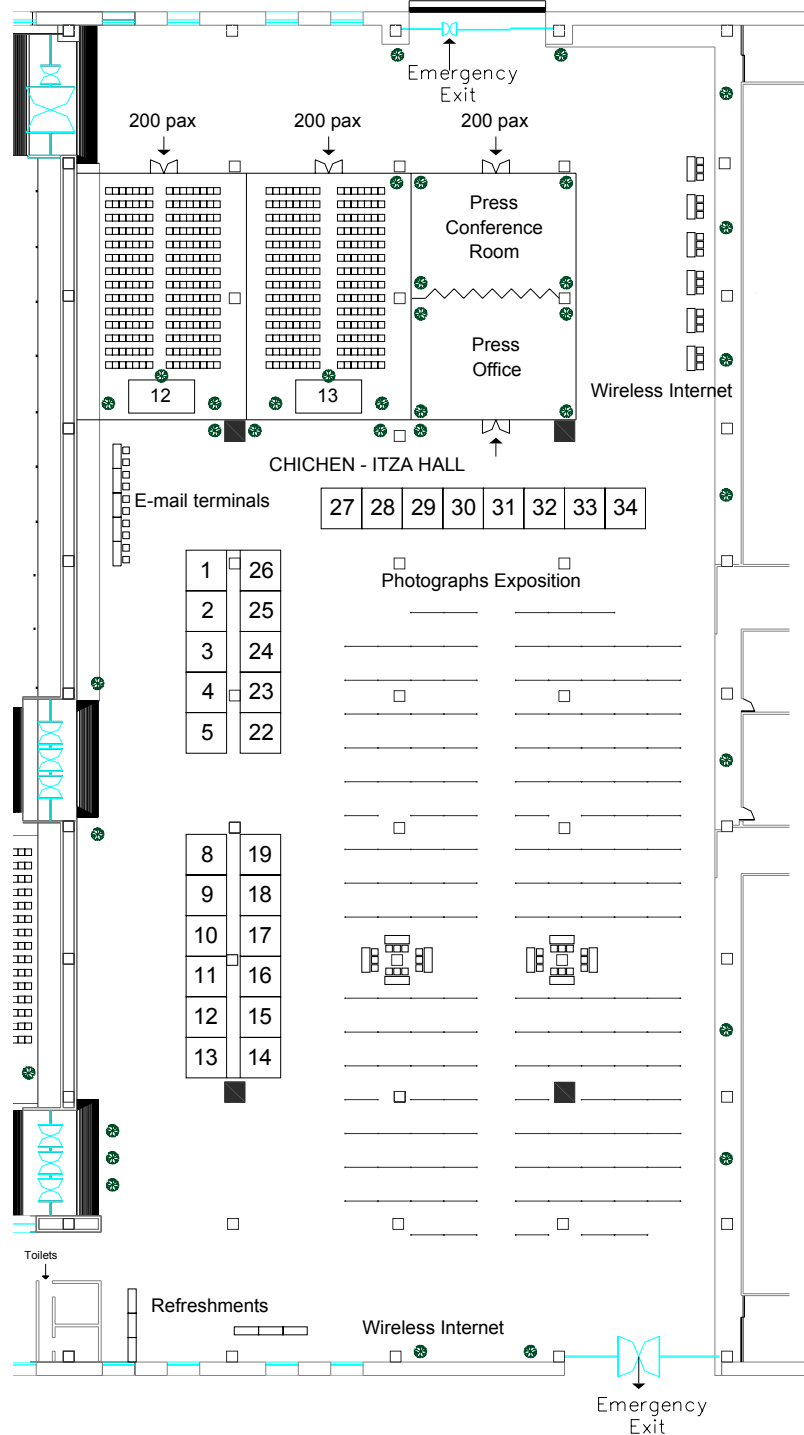 Emergency
Exit
200 pax
200 pax
200 pax
Press
Conference
Room
Press
Office
Wireless Internet
12
13
CHICHEN - ITZA HALL
E-mail terminals
27 28 29 30 31 32 33 34
Photographs Exposition
1 26
2 25
3 24
4 23
5 22
8 19
9 18
10 17
11 16
12 15
13 14
Toilets
Refreshments
Wireless Internet
Emergency
Exit